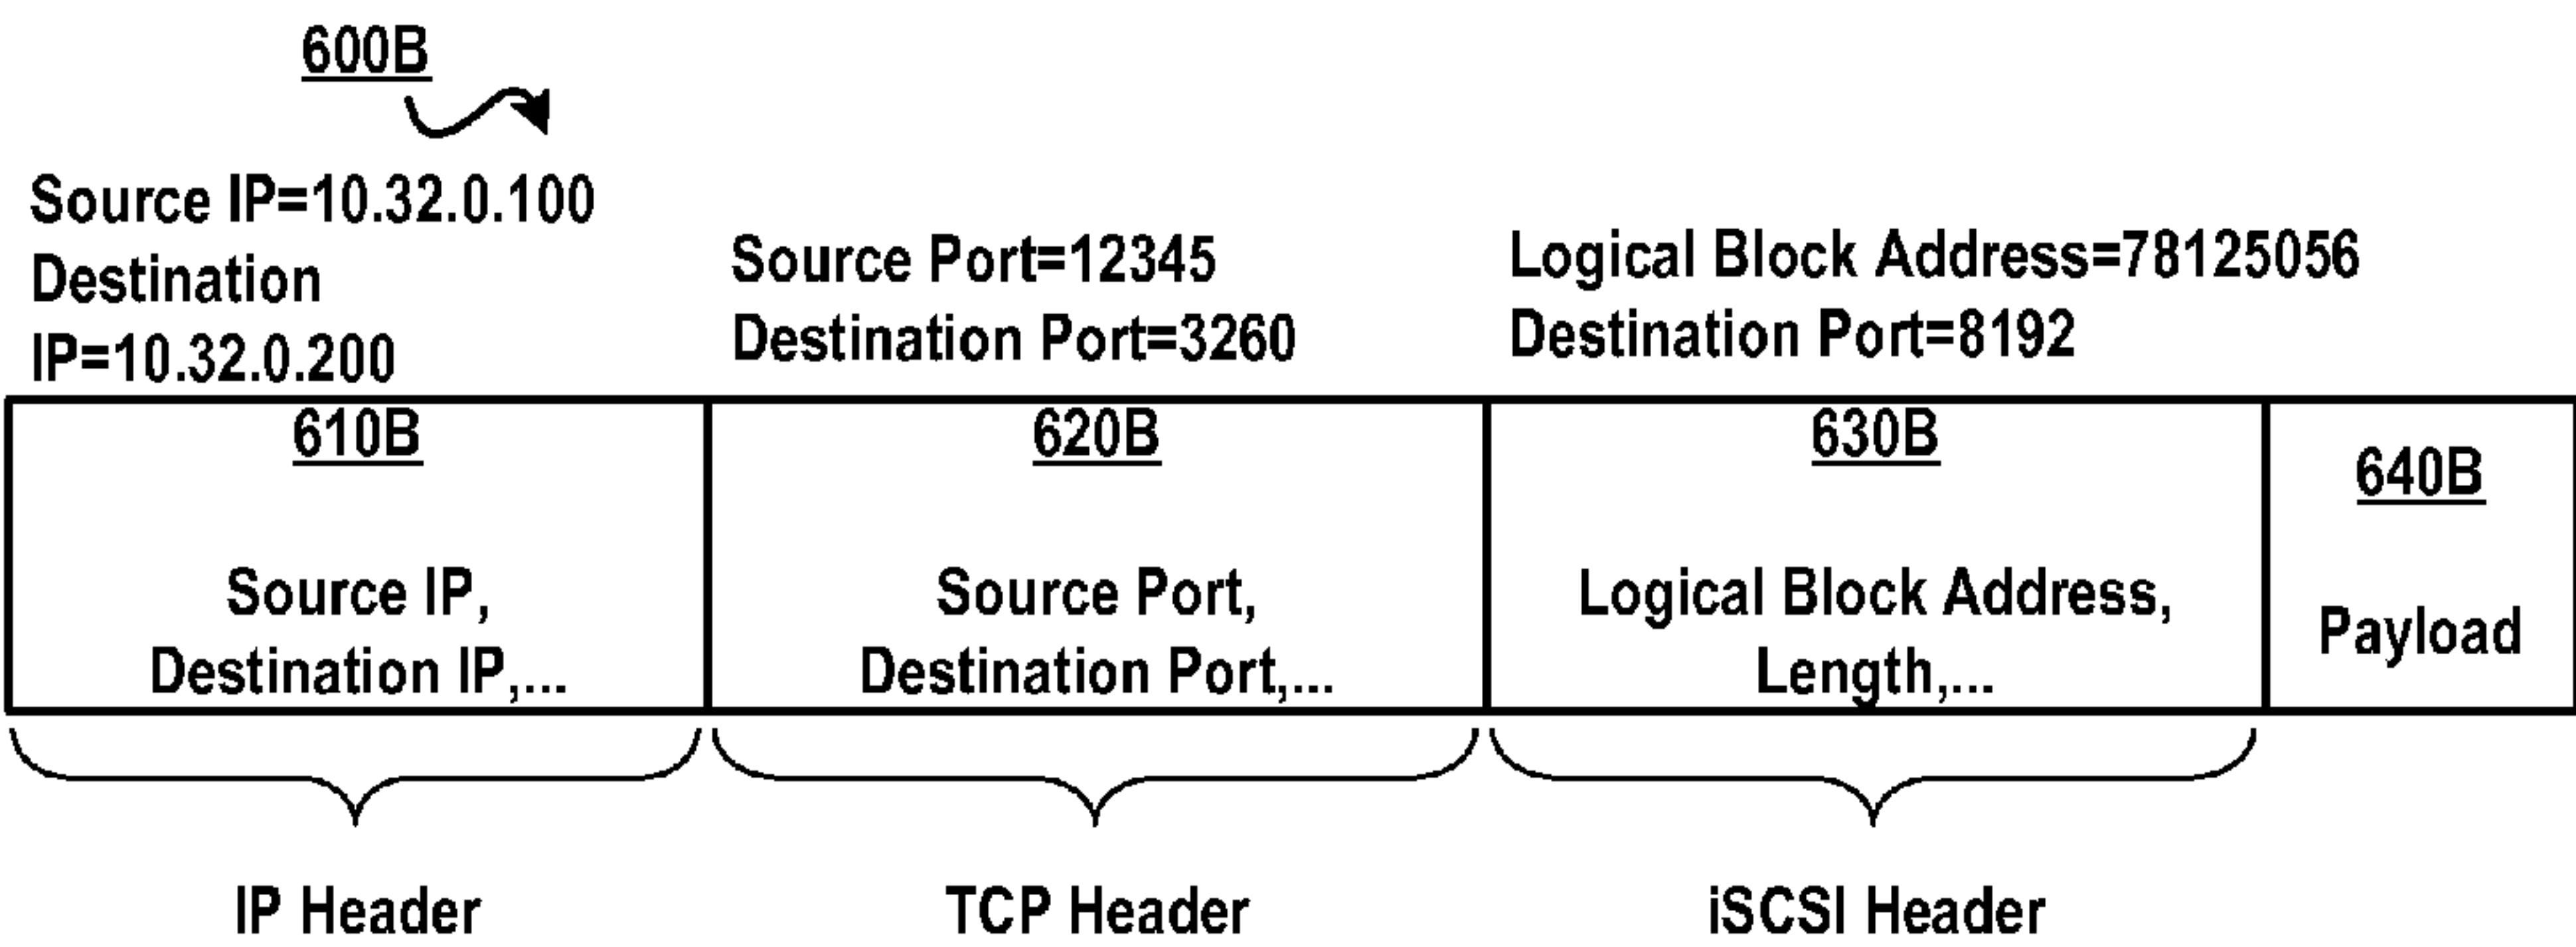 600B
Source IP=10.32.0.100
Destination
IP=10.32.0.200
Source Port=12345
Destination Port=3260
Logical Block Address=78125056
Destination Port=8192
610B
Source IP,
Destination IP,...
620B
Source Port,
Destination Port,...
630B
Logical Block Address,
Length,...
640B
Payload
IP Header
TCP Header
iSCSI Header